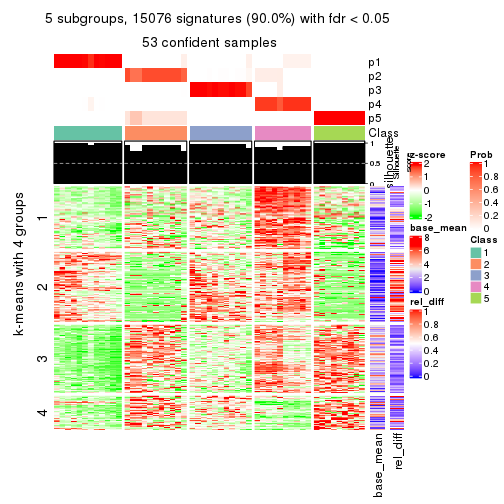 5 subgroups, 15076 signatures (90.0%) with fdr < 0.05
53 confident samples
p1
p2
p3
p4
p5
Class
1
0.5
0
silhouette
Silhouette
score
k-means with 4 groups
1
2
3
4
base_mean
rel_diff
z-score
2
1
0
-1
-2
base_mean
8
6
4
2
0
rel_diff
1
0.8
0.6
0.4
0.2
0
Prob
1
0.8
0.6
0.4
0.2
0
Class
1
2
3
4
5